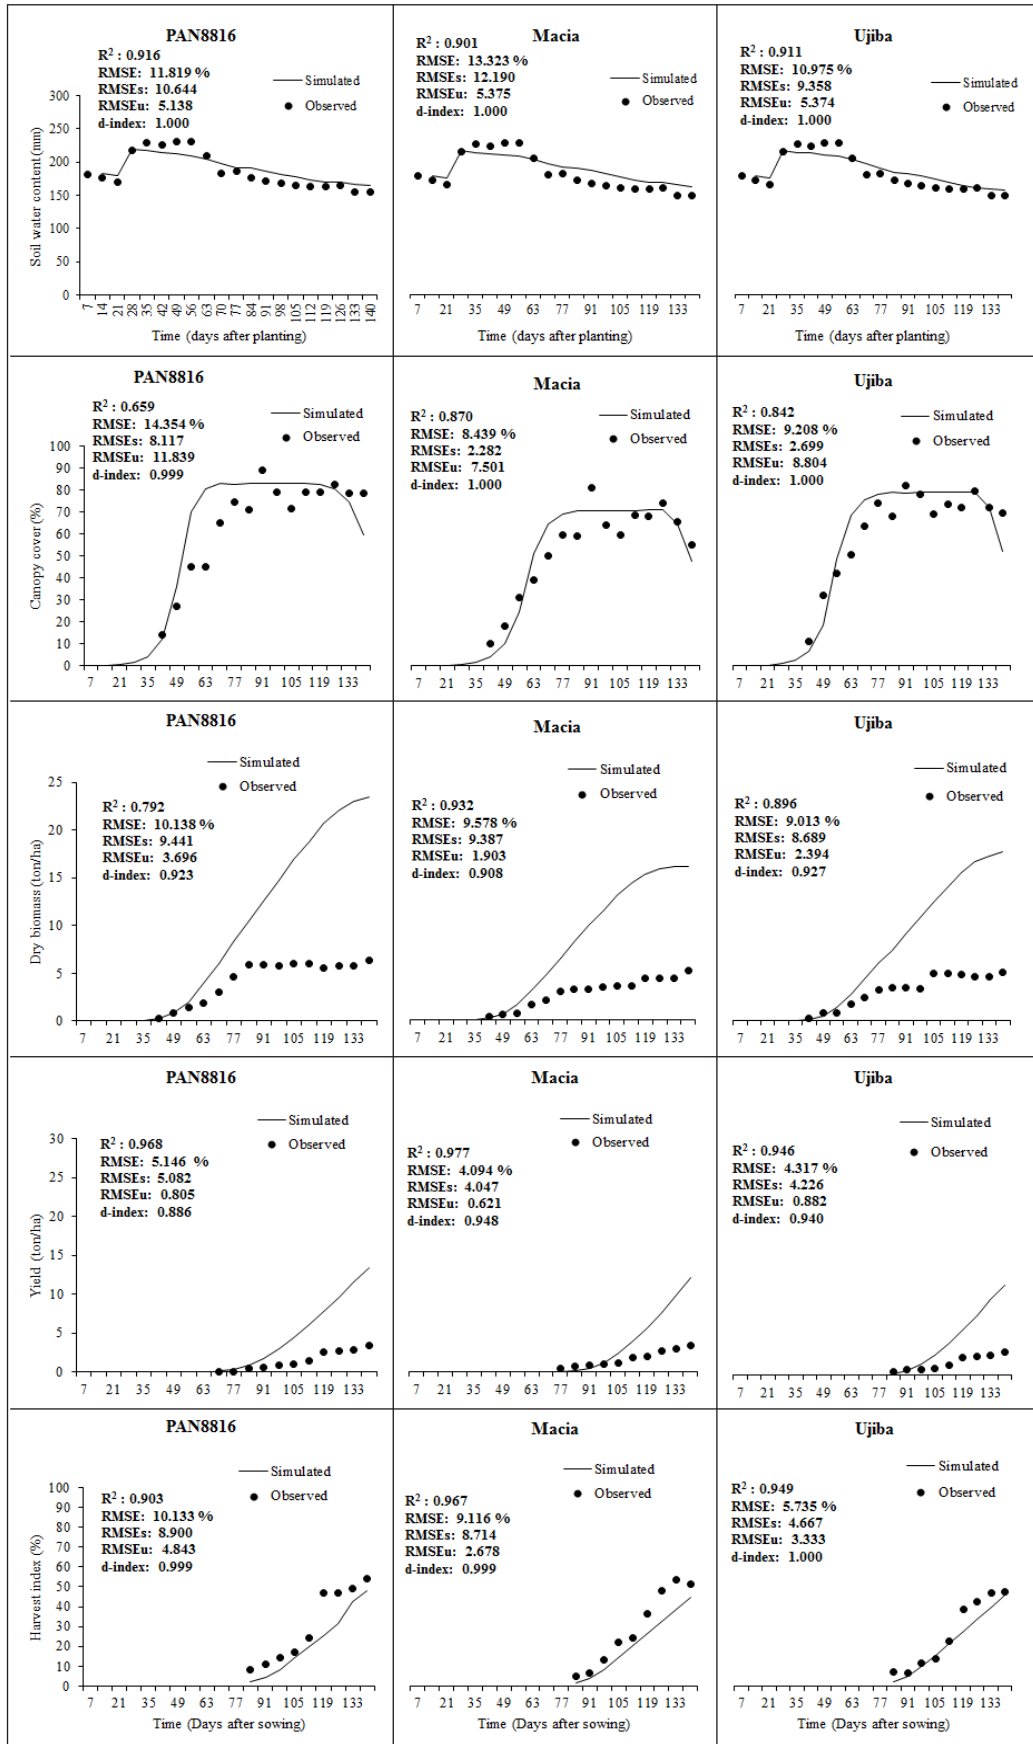 PAN8816
R² : 0.916
RMSE: 11.819 %
RMSEs: 10.644
RMSEu: 5.138
d-index: 1.000
Simulated
Observed
300
250
200
150
100
50
0
Soil water content (mm)
7 14 21 28 35 42 49 56 63 70 77 84 91 98 105 112 119 126 133 140
Time (days after planting)
Macia
R² : 0.901
RMSE: 13.323 %
RMSEs: 12.190
RMSEu: 5.375
d-index: 1.000
Simulated
Observed
7 21 35 49 63 77 91 105 119 133
Time (days after planting)
Ujiba
R² : 0.911
RMSE: 10.975 %
RMSEs: 9.358
RMSEu: 5.374
d-index: 1.000
Simulated
Observed
7 21 35 49 63 77 91 105 119 133
Time (days after planting)
PAN8816
R² : 0.659
RMSE: 14.354 %
RMSEs: 8.117
RMSEu: 11.839
d-index: 0.999
Simulated
Observed
100
90
80
70
60
50
40
30
20
10
0
Canopy cover (%)
7 21 35 49 63 77 91 105 119 133
Macia
R² : 0.870
RMSE: 8.439 %
RMSEs: 2.282
RMSEu: 7.501
d-index: 1.000
Simulated
Observed
7 21 35 49 63 77 91 105 119 133
Ujiba
R² : 0.842
RMSE: 9.208 %
RMSEs: 2.699
RMSEu: 8.804
d-index: 1.000
Simulated
Observed
7 21 35 49 63 77 91 105 119 133
PAN8816
Simulated
Observed
R² : 0.792
RMSE: 10.138 %
RMSEs: 9.441
RMSEu: 3.696
d-index: 0.923
25
20
15
10
5
0
Dry biomass (ton/ha)
7 21 35 49 63 77 91 105 119 133
Macia
Simulated
Observed
R² : 0.932
RMSE: 9.578 %
RMSEs: 9.387
RMSEu: 1.903
d-index: 0.908
7 21 35 49 63 77 91 105 119 133
Ujiba
Simulated
Observed
R² : 0.896
RMSE: 9.013 %
RMSEs: 8.689
RMSEu: 2.394
d-index: 0.927
7 21 35 49 63 77 91 105 119 133
PAN8816
Simulated
Observed
R² : 0.968
RMSE: 5.146 %
RMSEs: 5.082
RMSEu: 0.805
d-index: 0.886
30
25
20
15
10
5
0
Yield (ton/ha)
7 21 35 49 63 77 91 105 119 133
Macia
Simulated
Observed
R² : 0.977
RMSE: 4.094 %
RMSEs: 4.047
RMSEu: 0.621
d-index: 0.948
7 21 35 49 63 77 91 105 119 133
Ujiba
Simulated
Observed
R² : 0.946
RMSE: 4.317 %
RMSEs: 4.226
RMSEu: 0.882
d-index: 0.940
7 21 35 49 63 77 91 105 119 133
PAN8816
Simulated
Observed
R² : 0.903
RMSE: 10.133 %
RMSEs: 8.900
RMSEu: 4.843
d-index: 0.999
100
90
80
70
60
50
40
30
20
10
0
Harvest index (%)
7 21 35 49 63 77 91 105 119 133
Time (Days after sowing)
Macia
Simulated
Observed
R² : 0.967
RMSE: 9.116 %
RMSEs: 8.714
RMSEu: 2.678
d-index: 0.999
7 21 35 49 63 77 91 105 119 133
Time (Days after sowing)
Ujiba
Simulated
Observed
R² : 0.949
RMSE: 5.735 %
RMSEs: 4.667
RMSEu: 3.333
d-index: 1.000
7 21 35 49 63 77 91 105 119 133
Time (Days after sowing)